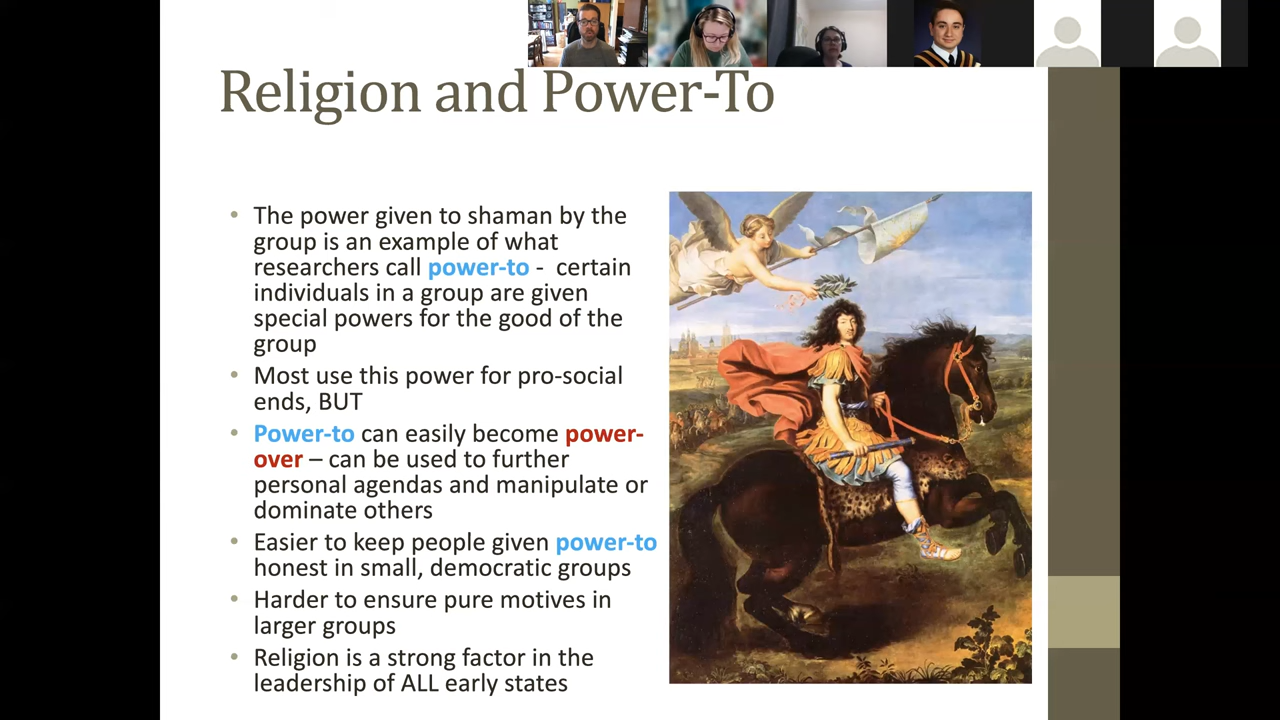 Religion and Power-To
• The power given to shaman by the
group is an example of what
researchers call power-to - certain
individuals in a group are given
special powers for the good of the
group
• Most use this power for pro-social
ends, BUT
• Power-to can easily become power-
over – can be used to further
personal agendas and manipulate or
dominate others
• Easier to keep people given power-to
honest in small, democratic groups
• Harder to ensure pure motives in
larger groups
• Religion is a strong factor in the
leadership of ALL early states